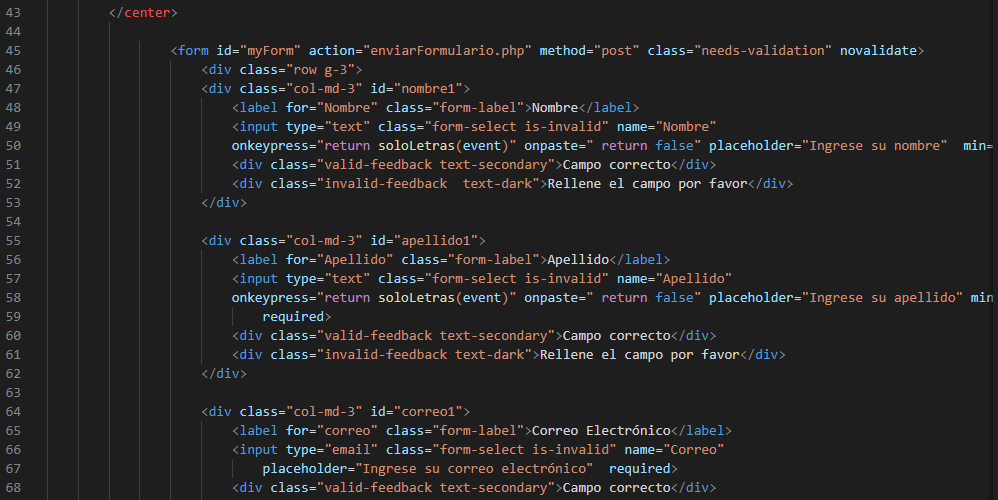 43 </center>
44
45 <form id="myForm" action="enviarFormulario.php" method="post" class="needs-validation" novalidate>
46 <div class="row g-3">
47 <div class="col-md-3" id="nombre1">
48 <label for="Nombre" class="form-label">Nombre</label>
49 <input type="text" class="form-select is-invalid" name="Nombre"
50 onkeypress="return soloLetras(event)" onpaste=" return false" placeholder="Ingrese su nombre"  min=
51 <div class="valid-feedback text-secondary">Campo correcto</div>
52 <div class="invalid-feedback  text-dark">Rellene el campo por favor</div>
53 </div>
54
55 <div class="col-md-3" id="apellido1">
56 <label for="Apellido" class="form-label">Apellido</label>
57 <input type="text" class="form-select is-invalid" name="Apellido"
58 onkeypress="return soloLetras(event)" onpaste=" return false" placeholder="Ingrese su apellido" min
59 required>
60 <div class="valid-feedback text-secondary">Campo correcto</div>
61 <div class="invalid-feedback text-dark">Rellene el campo por favor</div>
62 </div>
63
64 <div class="col-md-3" id="correo1">
65 <label for="correo" class="form-label">Correo Electrónico</label>
66 <input type="email" class="form-select is-invalid" name="Correo"
67 placeholder="Ingrese su correo electrónico"  required>
68 <div class="valid-feedback text-secondary">Campo correcto</div>